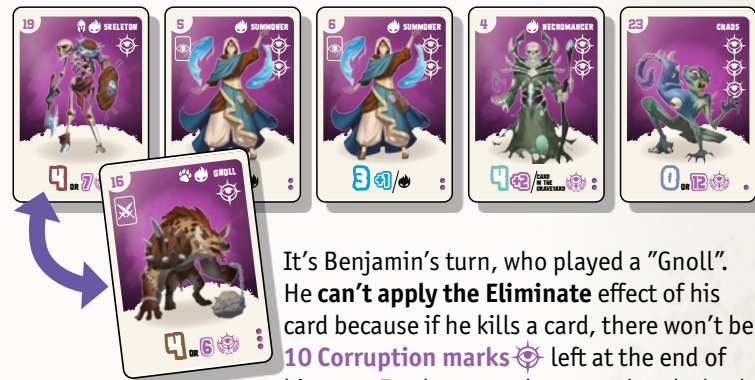 19 SKELETON
4 OR 7
5 SUMMONER
6 SUMMONER
3 +1/
4 NECROMANCER
4 +2/CARD IN THE GRAVEYARD
23 CHAOS
0 OR 12
16 GNOLL
4 OR 6
It's Benjamin's turn, who played a "Gnoll".
He can't apply the Eliminate effect of his
card because if he kills a card, there won't be
10 Corruption marks left at the end of